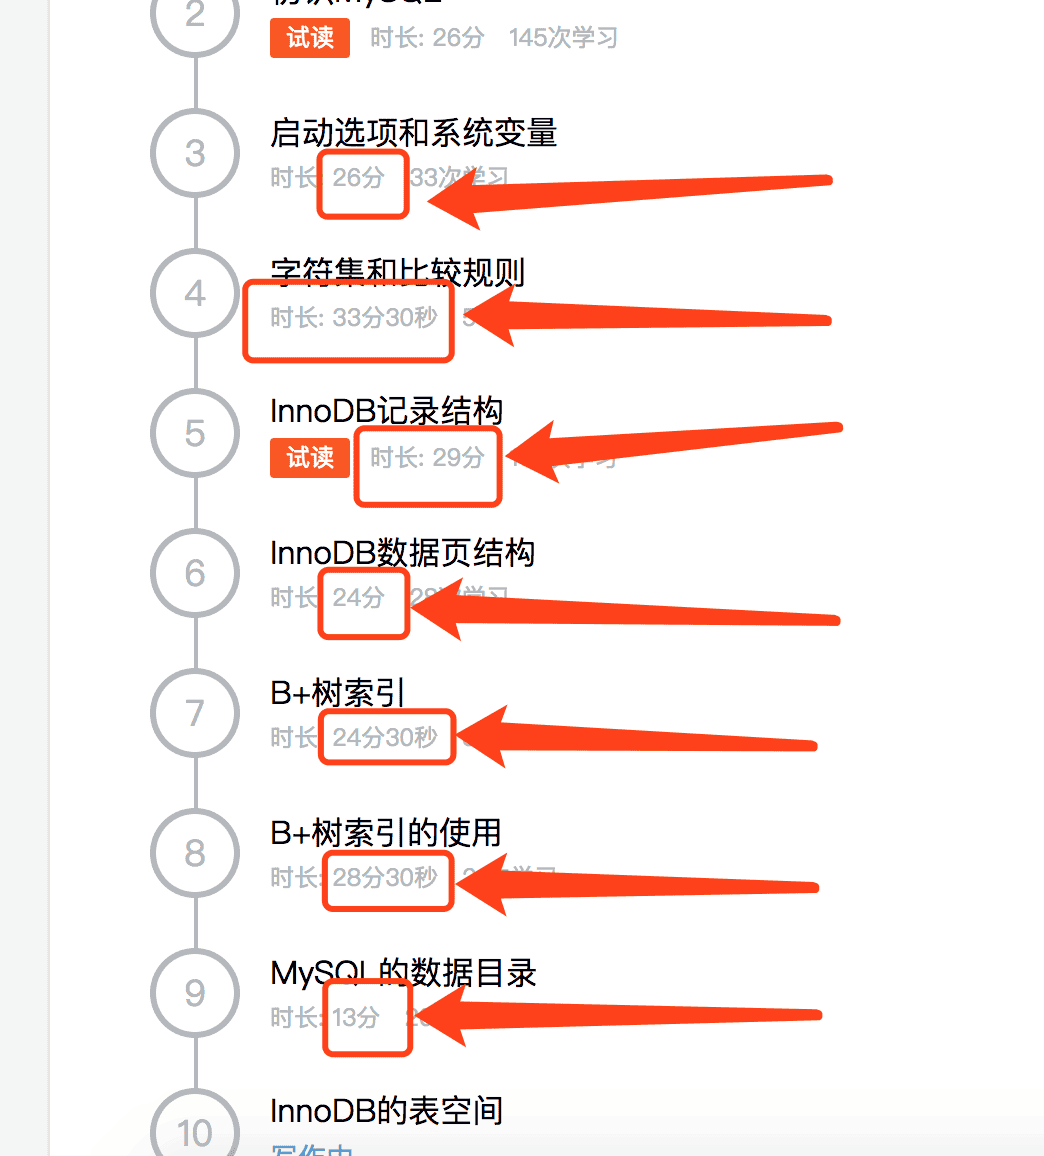 2
初识MySQL
试读 时长: 26分 145次学习
3
启动选项和系统变量
时长 26分 33次学习
4
字符集和比较规则
时长: 33分30秒
5
InnoDB记录结构
试读 时长: 29分
6
InnoDB数据页结构
时长 24分
7
B+树索引
时长 24分30秒
8
B+树索引的使用
时长: 28分30秒
9
MySQL的数据目录
时长: 13分
10
InnoDB的表空间
写作中